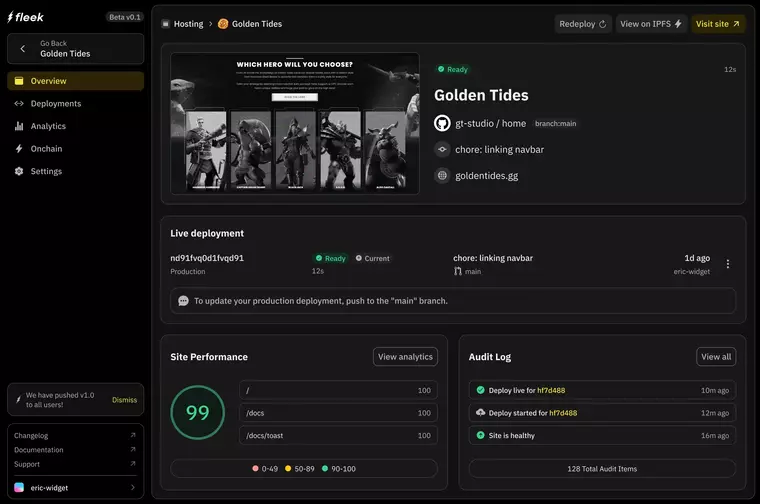 fleek
Beta v0.1
Go Back
Golden Tides
Overview
Deployments
Analytics
Onchain
Settings
We have pushed v1.0
to all users!
Dismiss
Changelog
Documentation
Support
eric-widget
Hosting > Golden Tides
Redeploy
View on IPFS
Visit site
WHICH HERO WILL YOU CHOOSE?
Ready
12s
Golden Tides
gt-studio / home
branch:main
chore: linking navbar
goldentides.gg
Live deployment
nd91fvq0d1fvqd91
Ready
Current
chore: linking navbar
1d ago
Production
12s
main
eric-widget
To update your production deployment, push to the "main" branch.
Site Performance
View analytics
99
/ 100
/docs 100
/docs/toast 100
0-49
50-89
90-100
Audit Log
View all
Deploy live for hf7d488
10m ago
Deploy started for hf7d488
12m ago
Site is healthy
16m ago
128 Total Audit Items